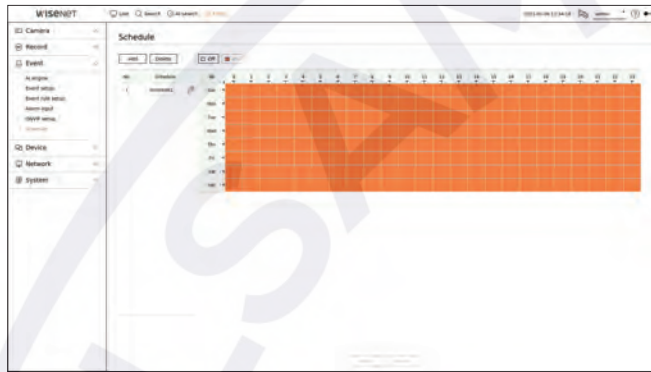 WISENET
Live Search AI search
Camera
Record
Event
AI engine
Event setup
Event rule setup
Alarm input
ONVIF setup
Schedule
Device
Network
System
Schedule
Add Delete Off
No Schedule All 0 1 2 3 4 5 6 7 8 9 10 11 12 13 14 15 16 17 18 19 20 21 22 23
1
Sun
Mon
Tue
Wed
Thu
Fri
Sat
SAM